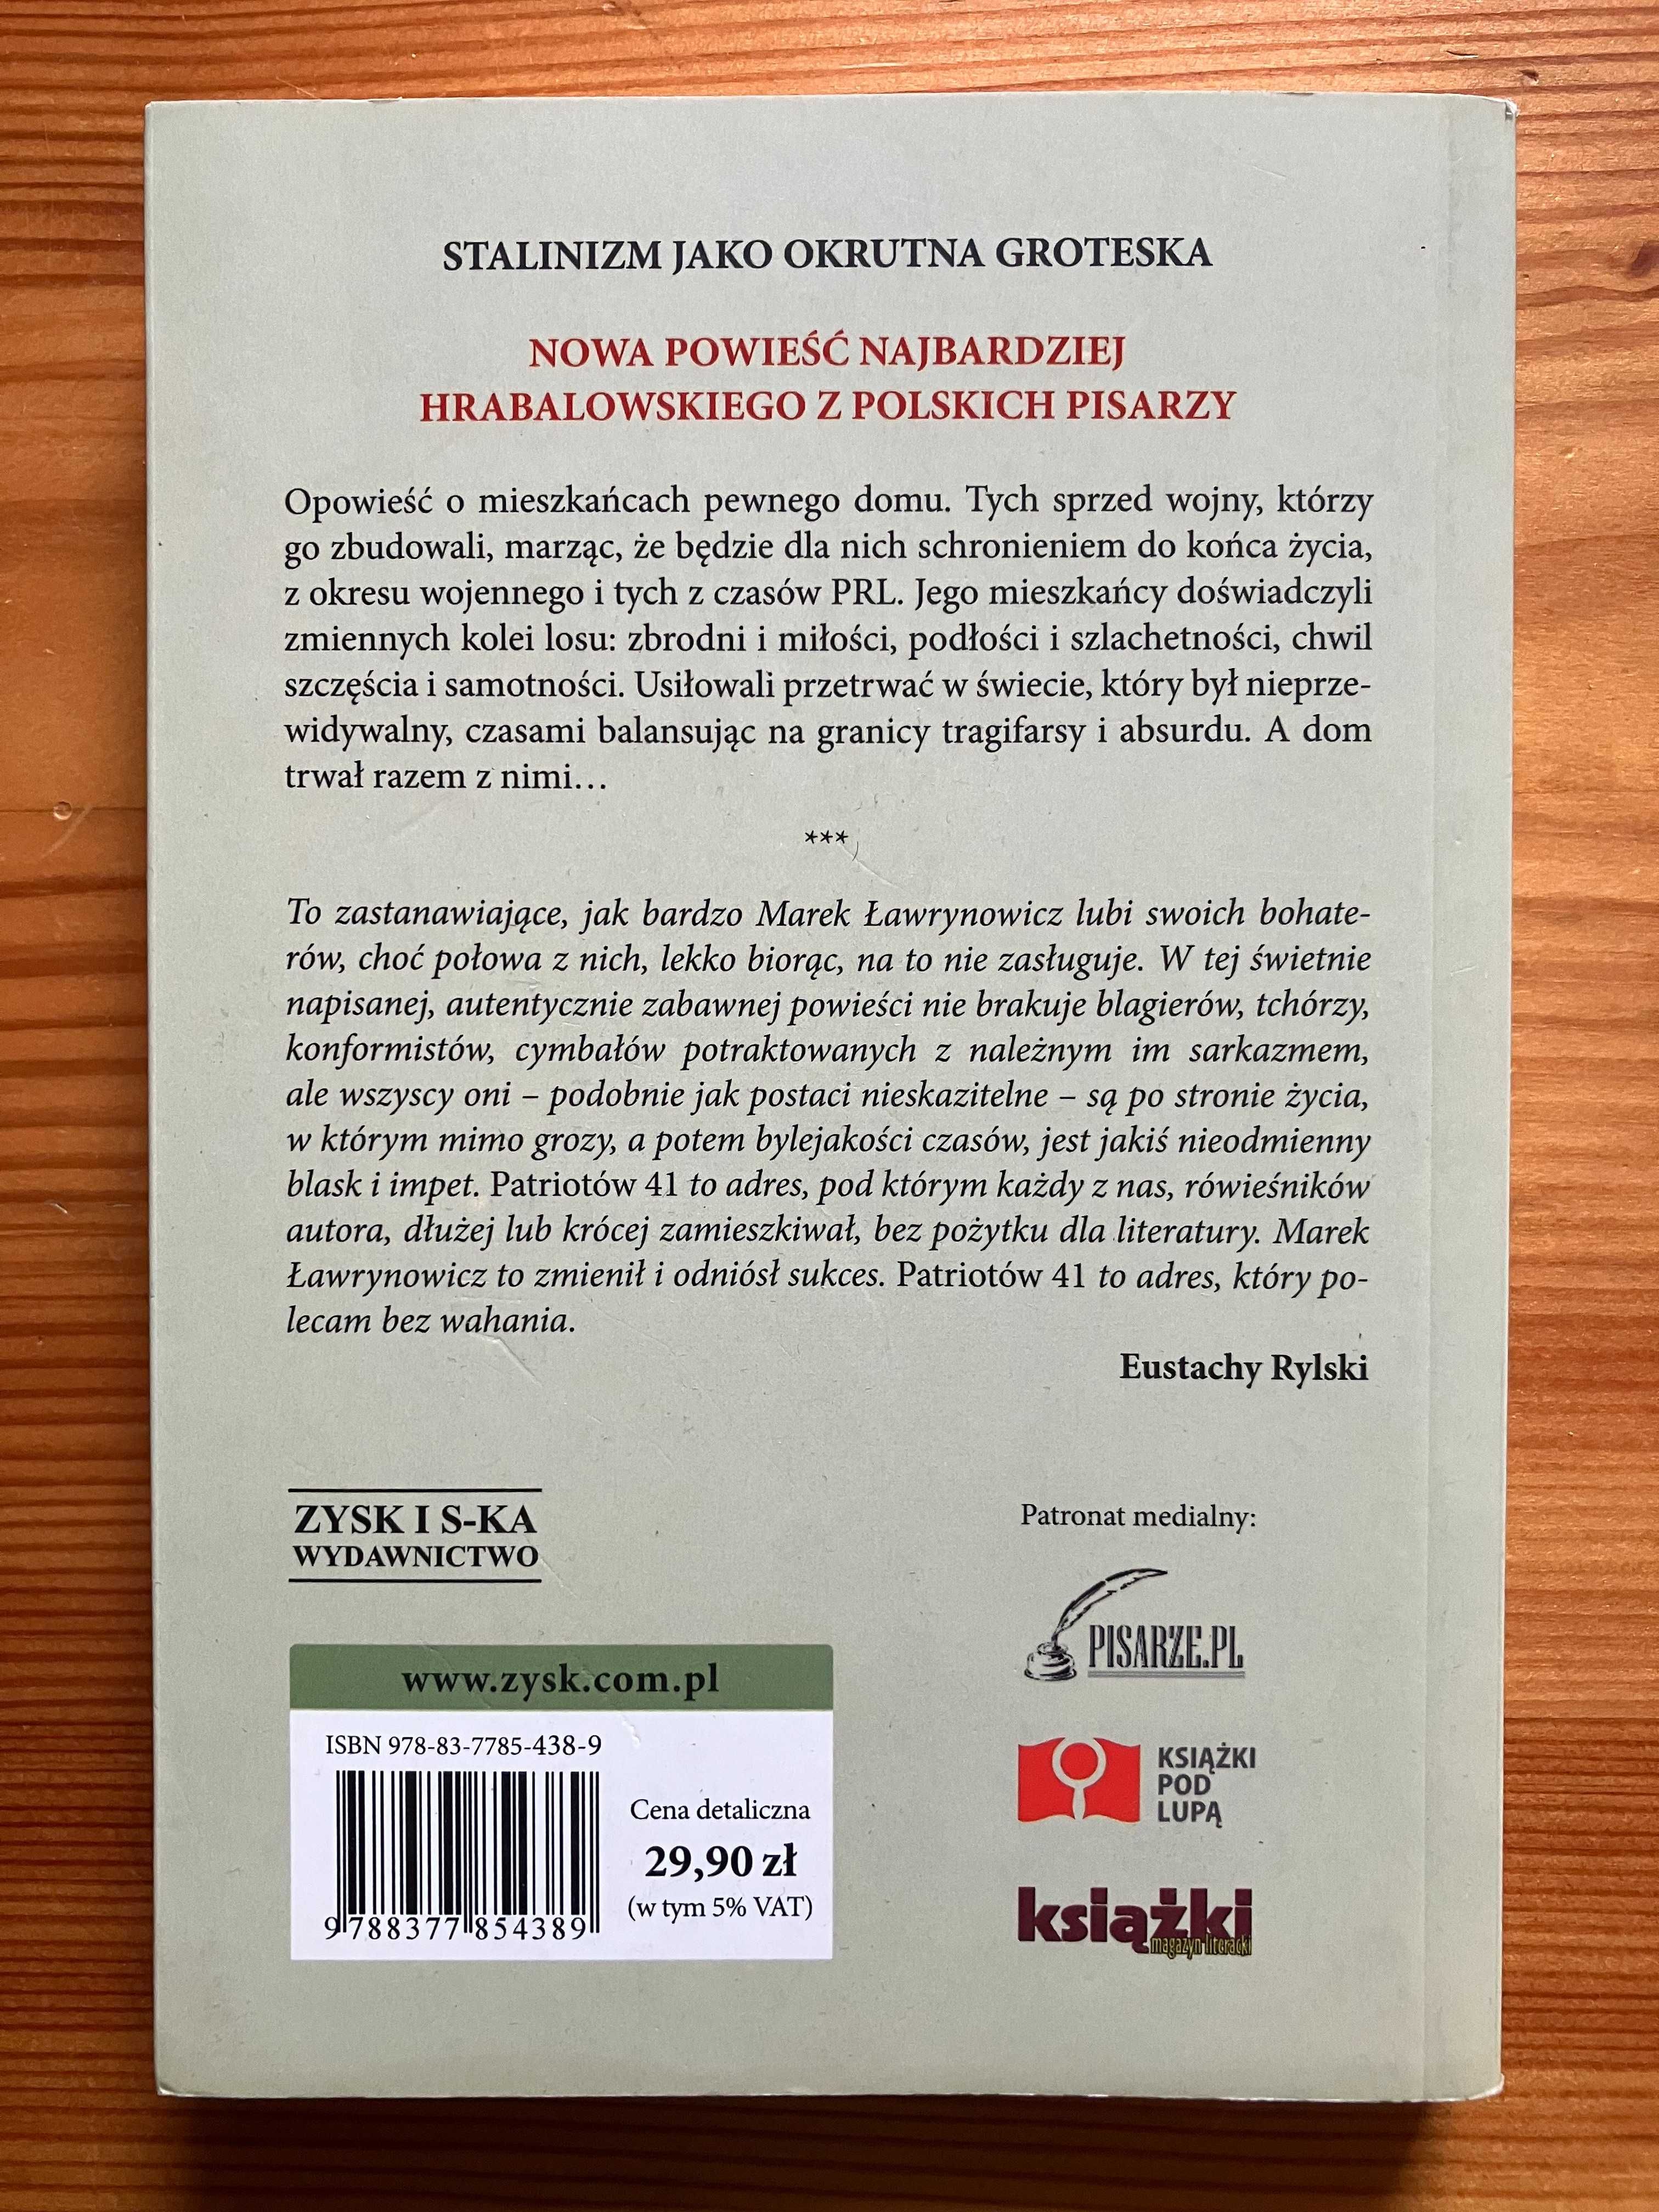 STALINIZM JAKO OKRUTNA GROTESKA
NOWA POWIEŚĆ NAJBARDZIEJ
HRABALOWSKIEGO Z POLSKICH PISARZY
Opowieść o mieszkańcach pewnego domu. Tych sprzed wojny, którzy
go zbudowali, marząc, że będzie dla nich schronieniem do końca życia,
z okresu wojennego i tych z czasów PRL. Jego mieszkańcy doświadczyli
zmiennych kolei losu: zbrodni i miłości, podłości i szlachetności, chwil
szczęścia i samotności. Usiłowali przetrwać w świecie, który był nieprze-
widywalny, czasami balansując na granicy tragifarsy i absurdu. A dom
trwał razem z nimi…
***
To zastanawiające, jak bardzo Marek Ławrynowicz lubi swoich bohate-
rów, choć połowa z nich, lekko biorąc, na to nie zasługuje. W tej świetnie
napisanej, autentycznie zabawnej powieści nie brakuje blagierów, tchórzy,
konformistów, cymbałów potraktowanych z należnym im sarkazmem,
ale wszyscy oni – podobnie jak postaci nieskazitelne – są po stronie życia,
w którym mimo grozy, a potem bylejakości czasów, jest jakiś nieodmienny
blask i impet. Patriotów 41 to adres, pod którym każdy z nas, rówieśników
autora, dłużej lub krócej zamieszkiwał, bez pożytku dla literatury. Marek
Ławrynowicz to zmienił i odniósł sukces. Patriotów 41 to adres, który po-
lecam bez wahania.
Eustachy Rylski
ZYSK I S-KA
WYDAWNICTWO
www.zysk.com.pl
ISBN 978-83-7785-438-9
9 788377 854389
Cena detaliczna
29,90 zł
(w tym 5% VAT)
Patronat medialny:
PISARZE.PL
KSIĄŻKI
POD
LUPĄ
książki
magazyn literacki